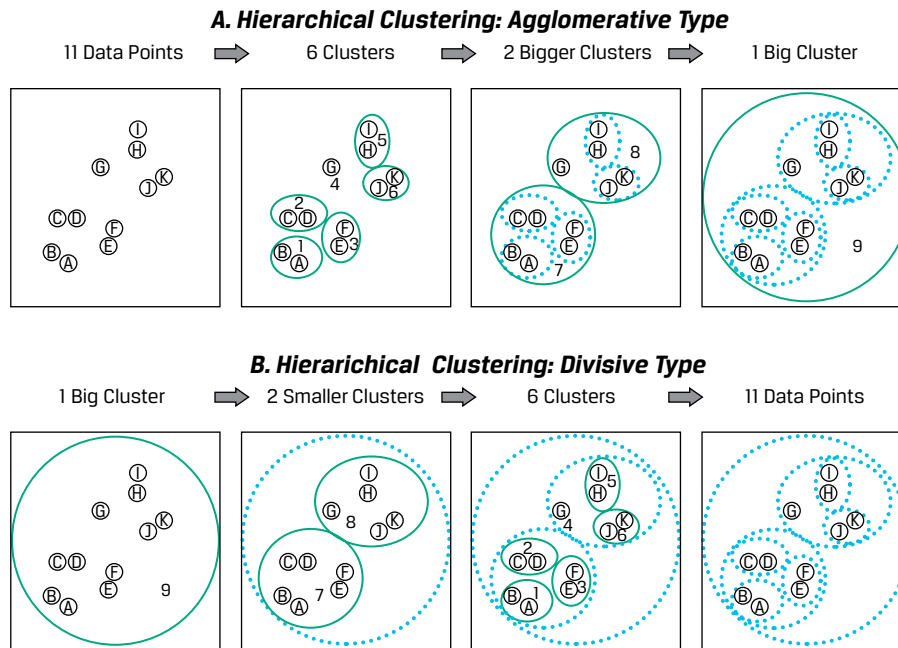 A. Hierarchical Clustering: Agglomerative Type
11 Data Points 6 Clusters 2 Bigger Clusters 1 Big Cluster
I I I I
H 5 H H 8 H
G G G G
K K K K
J 4 J 6 J J
2
C D C D C D C D
F F F F
1
B E B E 3 B E B E 9
A A A 7 A
B. Hierarichical Clustering: Divisive Type
1 Big Cluster 2 Smaller Clusters 6 Clusters 11 Data Points
I I I I
H H 5 H H
G G 8 G G
K K K K
J J 4 J 6 J
2
C D C D C D C D
F F F F
B E 9 B 7 E B 1 E 3 B E
A A A A